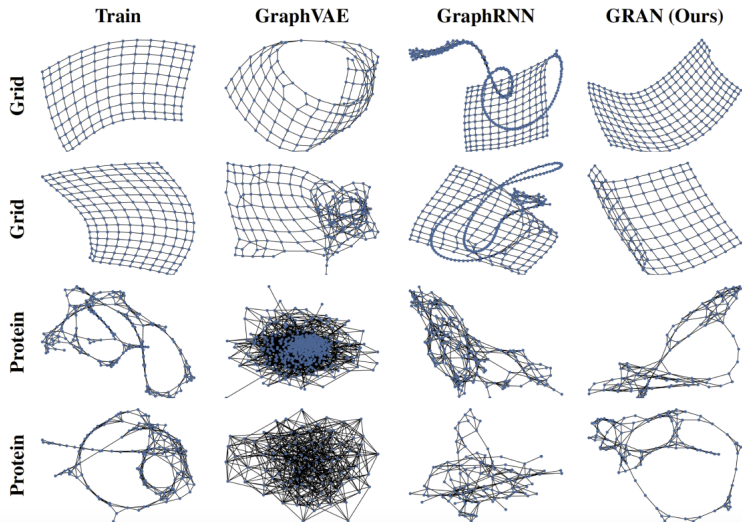 Train GraphVAE GraphRNN GRAN (Ours)
Grid
Grid
Protein
Protein